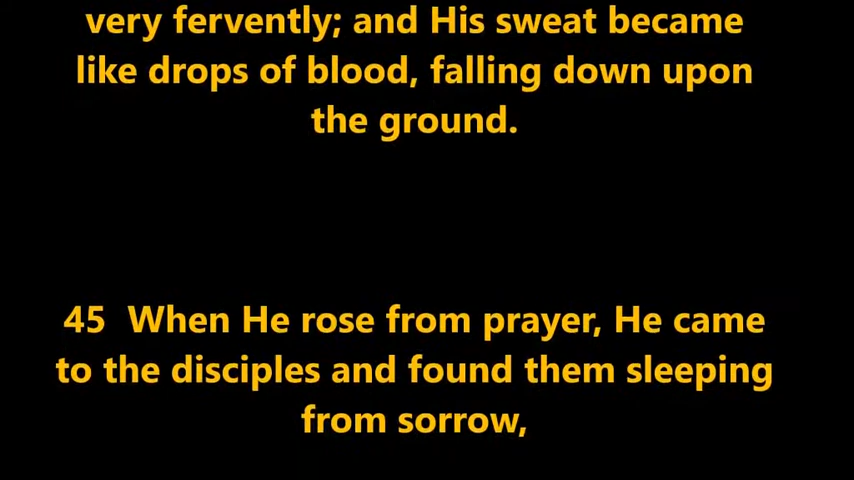 very fervently; and His sweat became
like drops of blood, falling down upon
the ground.
45 When He rose from prayer, He came
to the disciples and found them sleeping
from sorrow,